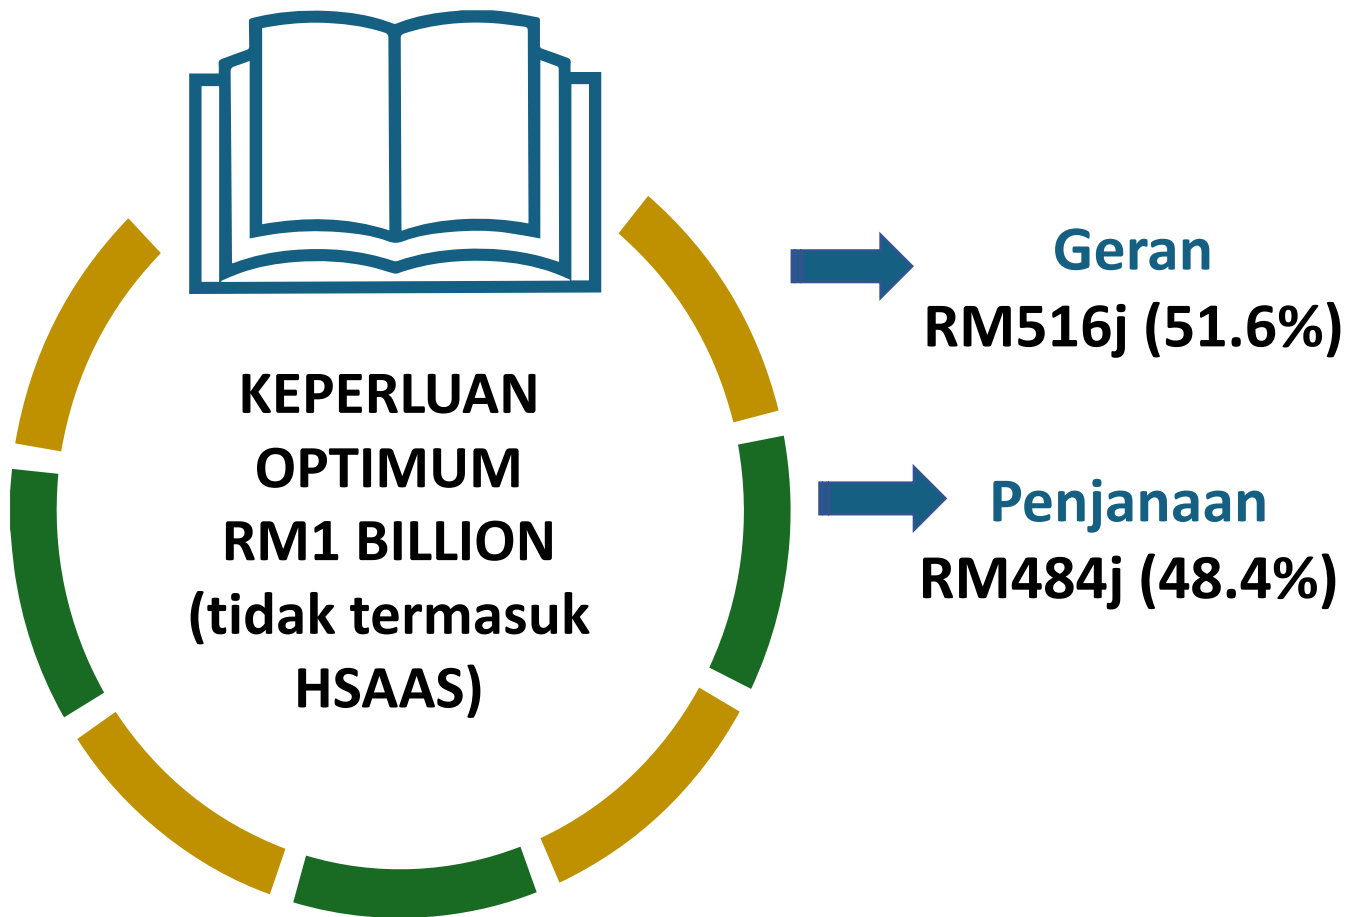 KEPERLUAN
OPTIMUM
RM1 BILLION
(tidak termasuk
HSAAS)
Geran
RM516j (51.6%)
Penjanaan
RM484j (48.4%)